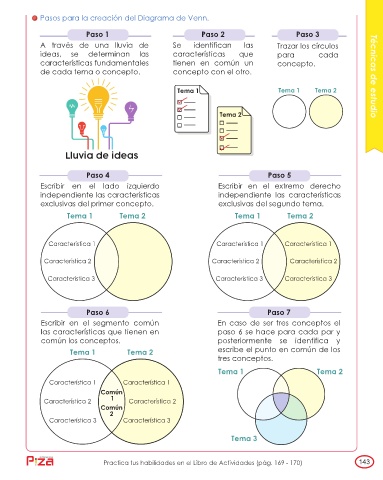 Pasos para la creación del Diagrama de Venn.
Paso 1
A través de una lluvia de
ideas, se determinan las
características fundamentales
de cada tema o concepto.
Lluvia de ideas
Paso 2
Se identifican las
características que
tienen en común un
concepto con el otro.
Tema 1
Tema 2
Paso 3
Trazar los círculos
para cada
concepto.
Tema 1 Tema 2
Técnicas de estudio
Paso 4
Escribir en el lado izquierdo
independiente las características
exclusivas del primer concepto.
Tema 1 Tema 2
Característica 1
Característica 2
Característica 3
Paso 5
Escribir en el extremo derecho
independiente las características
exclusivas del segundo tema.
Tema 1 Tema 2
Característica 1 Característica 1
Característica 2 Característica 2
Característica 3 Característica 3
Paso 6
Escribir en el segmento común
las características que tienen en
común los conceptos.
Tema 1 Tema 2
Característica 1 Característica 1
Común
1
Característica 2 Característica 2
Común
2
Característica 3 Característica 3
Paso 7
En caso de ser tres conceptos el
paso 6 se hace para cada par y
posteriormente se identifica y
escribe el punto en común de los
tres conceptos.
Tema 1 Tema 2
Tema 3
Practica tus habilidades en el Libro de Actividades (pág. 169 - 170)
143